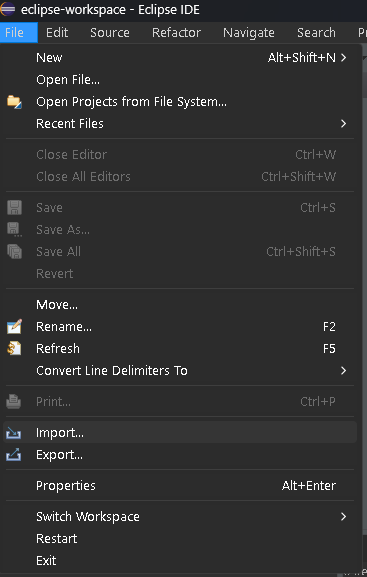 eclipse-workspace - Eclipse IDE
File Edit Source Refactor Navigate Search
New Alt+Shift+N
Open File...
Open Projects from File System...
Recent Files
Close Editor Ctrl+W
Close All Editors Ctrl+Shift+W
Save Ctrl+S
Save As...
Save All Ctrl+Shift+S
Revert
Move...
Rename... F2
Refresh F5
Convert Line Delimiters To
Print... Ctrl+P
Import...
Export...
Properties Alt+Enter
Switch Workspace
Restart
Exit